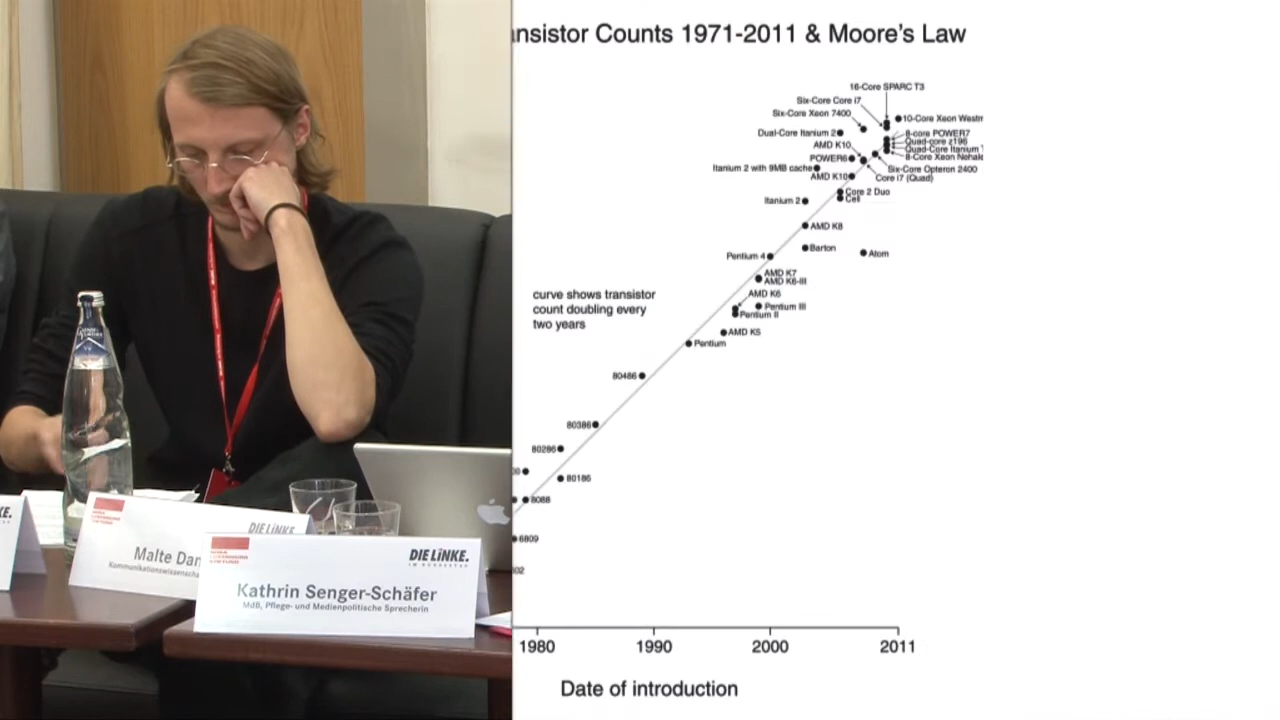 KE.
DIE LINKE.
Malte Dan
Kommunikationswissenscha
DIE LINKE.
IM BUNDESTAG
Kathrin Senger-Schäfer
MdB, Pflege- und Medienpolitische Sprecherin
ansistor Counts 1971-2011 & Moore's Law
16-Core SPARC T3
Six-Core Core i7
Six-Core Xeon 7400
10-Core Xeon Westm
Dual-Core Itanium 2
8-core POWER7
Quad-core z196
AMD K10
Quad-Core Itanium
POWER6
8-Core Xeon Nehale
Itanium 2 with 9MB cache
Six-Core Opteron 2400
AMD K10
Core i7 (Quad)
Core 2 Duo
Itanium 2
Cell
AMD K8
Barton
Pentium 4
Atom
AMD K7
AMD K6-III
curve shows transistor
count doubling every
two years
AMD K6
Pentium III
Pentium II
AMD K5
Pentium
80486
80386
80286
80186
8088
6809
1980
1990
2000
2011
Date of introduction